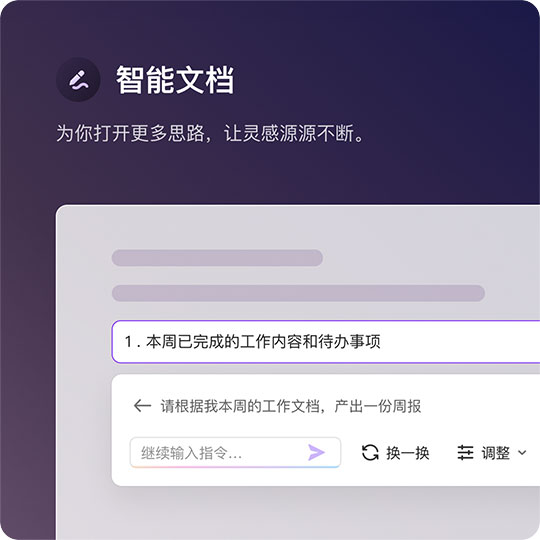 智能文档
为你打开更多思路，让灵感源源不断。
1. 本周已完成的工作内容和待办事项
请根据我本周的工作文档，产出一份周报
继续输入指令...
换一换
调整